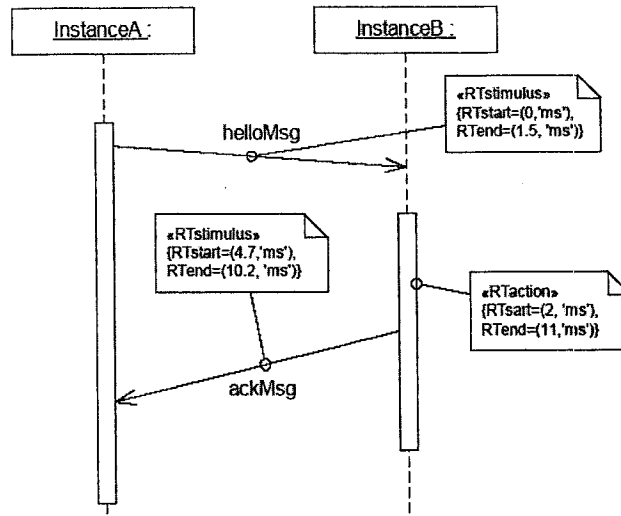 InstanceA :
InstanceB :
«RTstimulus»
{RTstart=(0,'ms'),
RTend=(1.5, 'ms')}
helloMsg
«RTstimulus»
{RTstart=(4.7,'ms'),
RTend=(10.2, 'ms')}
«RTaction»
{RTsart=(2, 'ms'),
RTend=(11,'ms')}
ackMsg